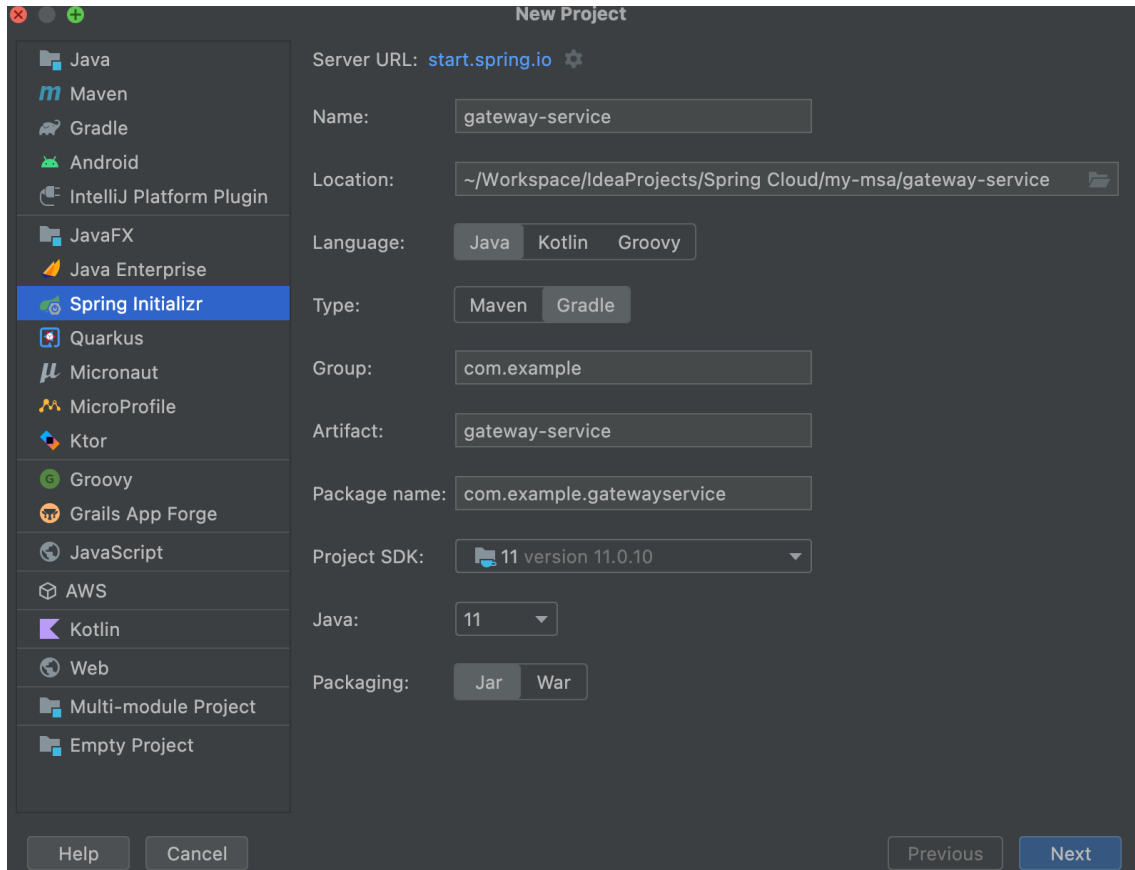 New Project
Java
Maven
Gradle
Android
IntelliJ Platform Plugin
JavaFX
Java Enterprise
Spring Initializr
Quarkus
Micronaut
MicroProfile
Ktor
Groovy
Grails App Forge
JavaScript
AWS
Kotlin
Web
Multi-module Project
Empty Project
Server URL: start.spring.io
Name: gateway-service
Location: ~/Workspace/IdeaProjects/Spring Cloud/my-msa/gateway-service
Language: Java Kotlin Groovy
Type: Maven Gradle
Group: com.example
Artifact: gateway-service
Package name: com.example.gatewayservice
Project SDK: 11 version 11.0.10
Java: 11
Packaging: Jar War
Help Cancel Previous Next